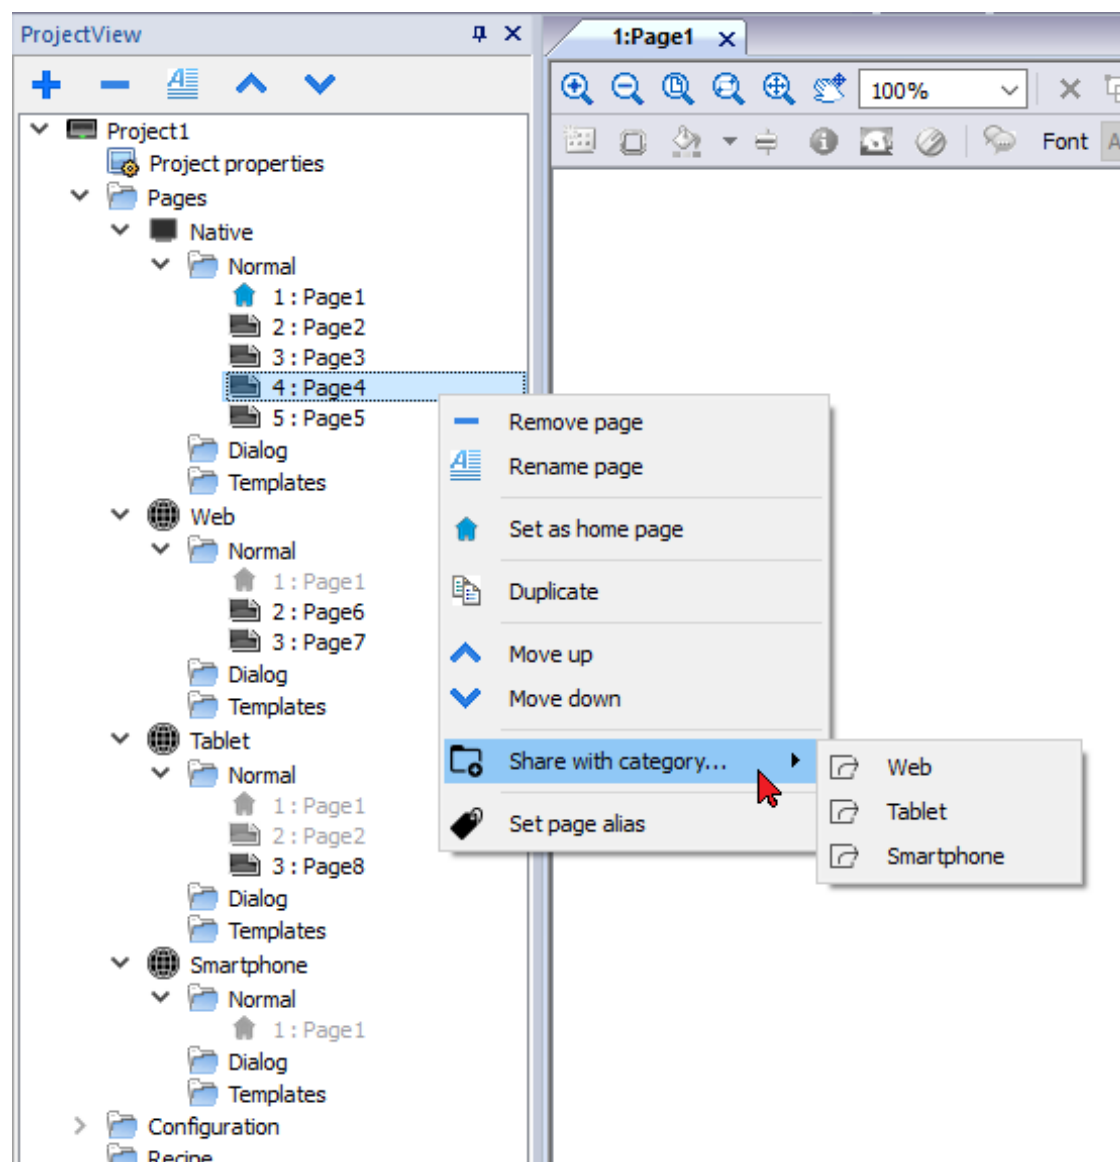 ProjectView
Project1
Project properties
Pages
Native
Normal
1 : Page1
2 : Page2
3 : Page3
4 : Page4
5 : Page5
Dialog
Templates
Web
Normal
1 : Page1
2 : Page6
3 : Page7
Dialog
Templates
Tablet
Normal
1 : Page1
2 : Page2
3 : Page8
Dialog
Templates
Smartphone
Normal
1 : Page1
Dialog
Templates
Configuration
Recipe
1:Page1
100%
Font A
Remove page
Rename page
Set as home page
Duplicate
Move up
Move down
Share with category...
Set page alias
Web
Tablet
Smartphone